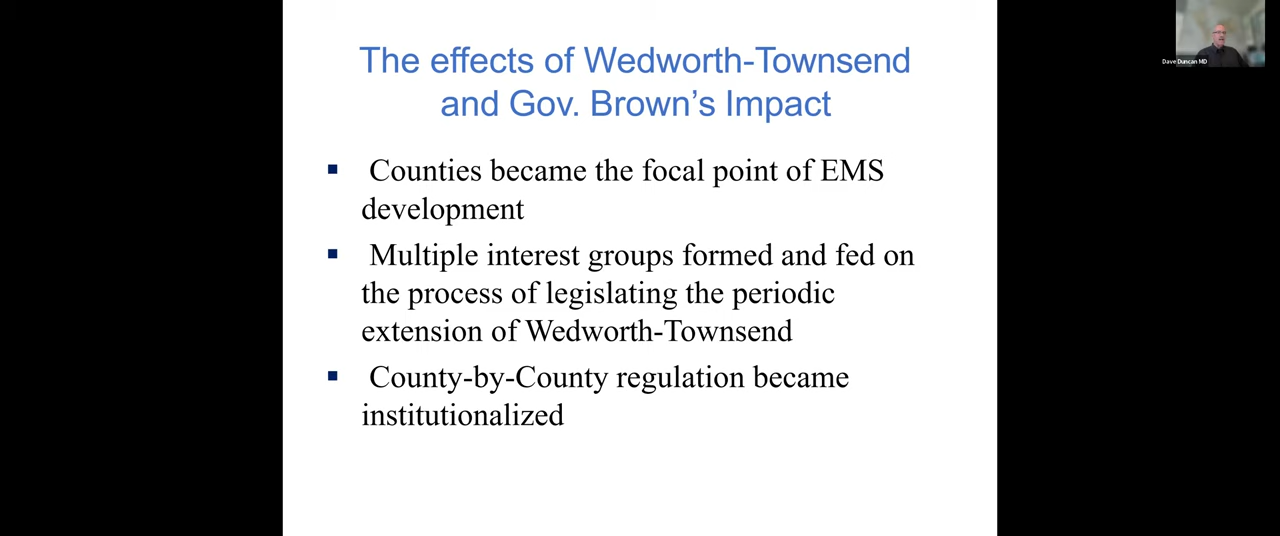 The effects of Wedworth-Townsend
and Gov. Brown's Impact
▪ Counties became the focal point of EMS
development
▪ Multiple interest groups formed and fed on
the process of legislating the periodic
extension of Wedworth-Townsend
▪ County-by-County regulation became
institutionalized
Dave Duncan MD